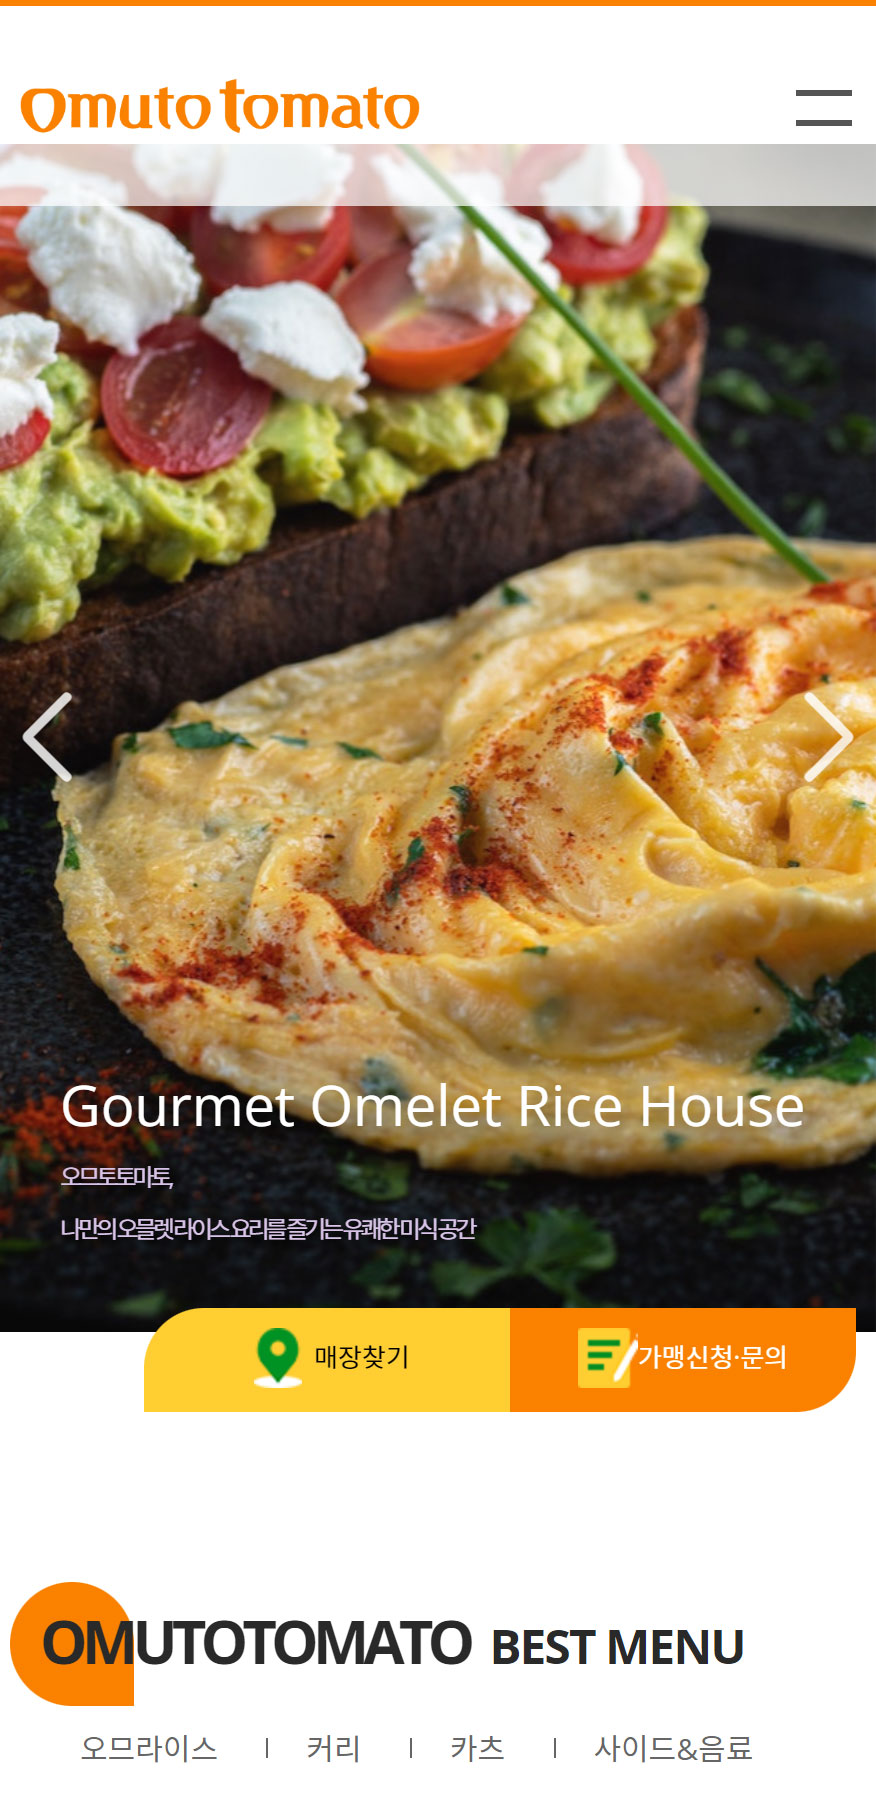 omuto tomato
Gourmet Omelet Rice House
오므토토마토,
나만의 오믈렛 라이스 요리를 즐기는 유쾌한 미식 공간
매장찾기
가맹신청·문의
OMUTOTOMATO BEST MENU
오므라이스 | 커리 | 카츠 | 사이드&음료